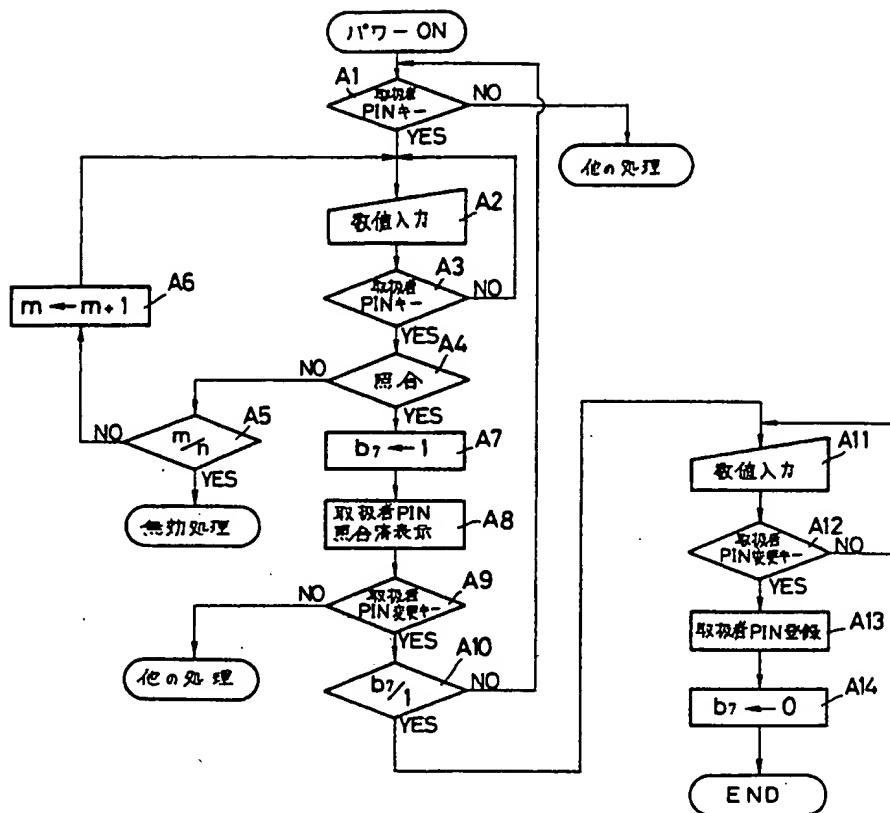 パワーON
A1
取扱者
PINキー
NO
YES
他の処理
A2
数値入力
A3
取扱者
PINキー
NO
YES
A6
m ← m+1
A4
照合
NO
YES
A5
m/n
NO
YES
無効処理
A7
b7 ← 1
A8
取扱者PIN
照合済表示
A9
取扱者
PIN変更キー
NO
YES
他の処理
A10
b7/1
NO
YES
A11
数値入力
A12
取扱者
PIN変更キー
NO
YES
A13
取扱者PIN登録
A14
b7 ← 0
END